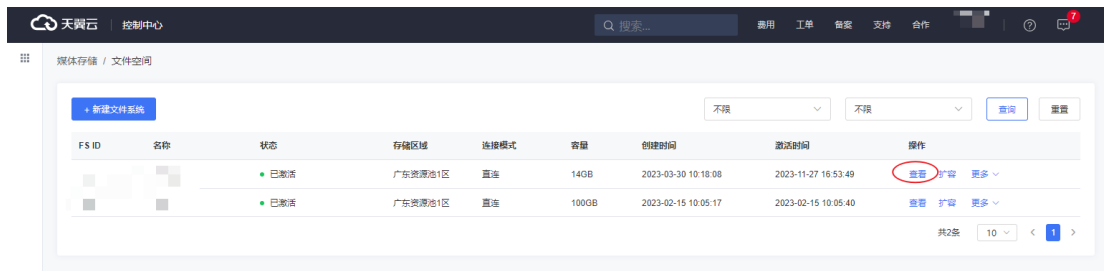 天翼云 控制中心 搜索... 费用 工单 备案 支持 合作 7
媒体存储 / 文件空间
+ 新建文件系统 不限 不限 查询 重置
FS ID 名称 状态 存储区域 连接模式 容量 创建时间 激活时间 操作
已激活 广东资源池1区 直连 14GB 2023-03-30 10:18:08 2023-11-27 16:53:49 查看 扩容 更多
已激活 广东资源池1区 直连 100GB 2023-02-15 10:05:17 2023-02-15 10:05:40 查看 扩容 更多
共2条 10 < 1 >